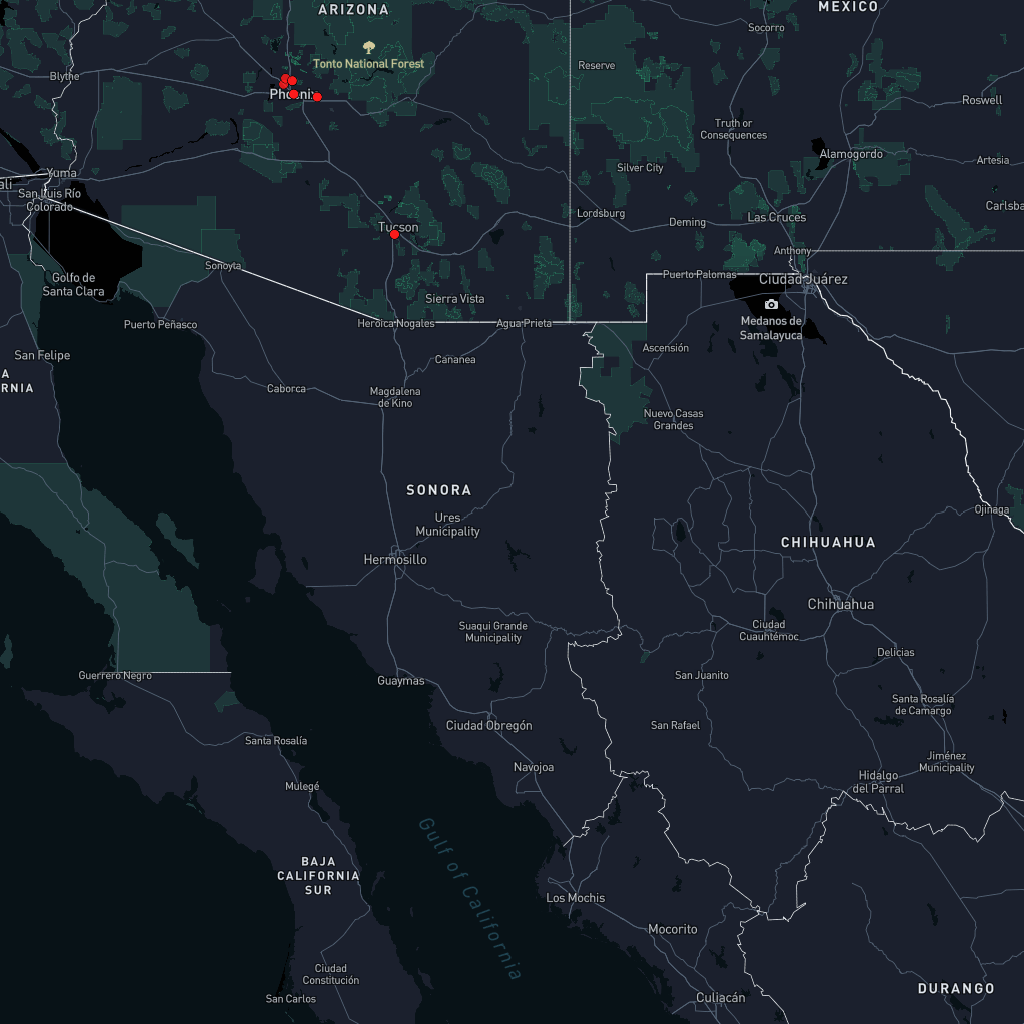 ARIZONA
MEXICO
Socorro
Tonto National Forest
Reserve
Blythe
Phoenix
Roswell
Truth or
Consequences
Alamogordo
Artesia
Silver City
Yuma
ali
San Luis Río
Colorado
Carlsba
Lordsburg
Las Cruces
Deming
Tucson
Anthony
Sonoyta
Puerto Palomas
Ciudad Juárez
Golfo de
Santa Clara
Sierra Vista
Medanos de
Samalayuca
Puerto Peñasco
Heroica Nogales
Agua Prieta
Ascensión
San Felipe
Cananea
A
RNIA
Caborca
Magdalena
de Kino
Nuevo Casas
Grandes
SONORA
Ures
Municipality
Ojinaga
CHIHUAHUA
Hermosillo
Chihuahua
Suaqui Grande
Municipality
Ciudad
Cuauhtémoc
Delicias
Guerrero Negro
Guaymas
San Juanito
Santa Rosalía
de Camargo
Ciudad Obregón
San Rafael
Santa Rosalía
Navojoa
Jiménez
Municipality
Mulegé
Hidalgo
del Parral
Gulf of California
BAJA
CALIFORNIA
SUR
Los Mochis
Mocorito
Ciudad
Constitución
San Carlos
Culiacán
DURANGO